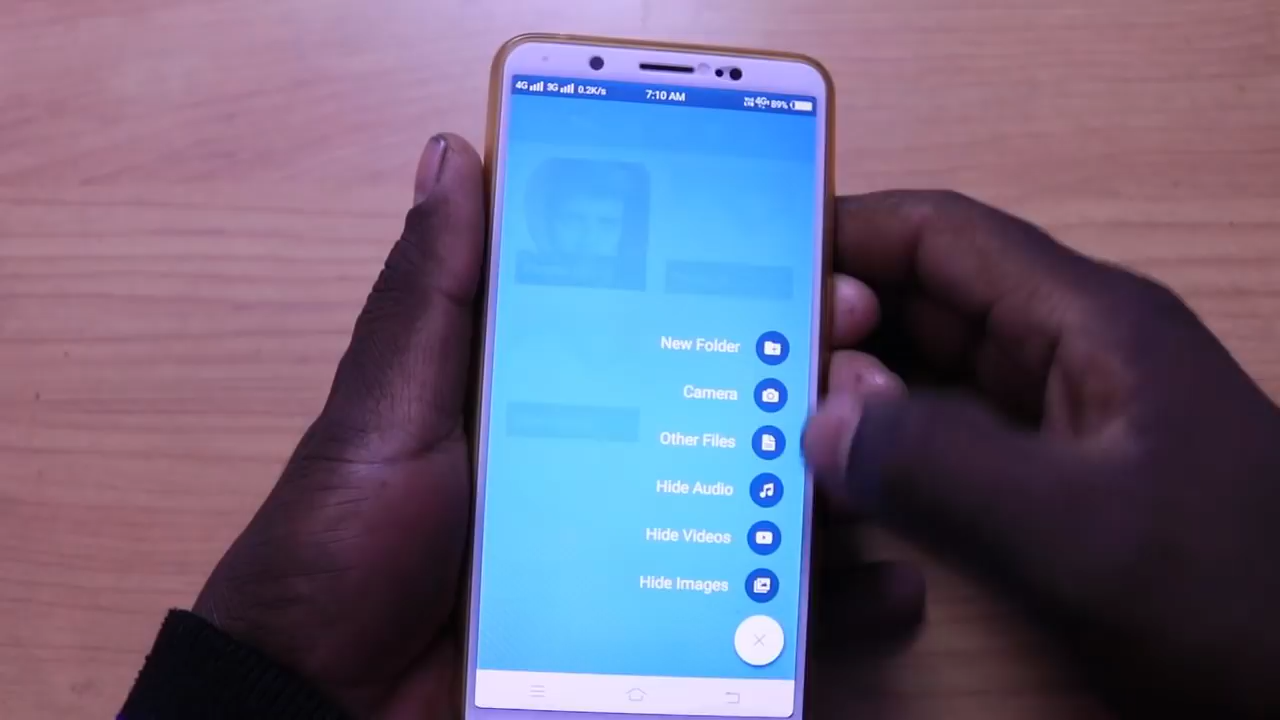 4G 3G 0.2K/s 7:10 AM 4G 89%
New Folder
Camera
Other Files
Hide Audio
Hide Videos
Hide Images